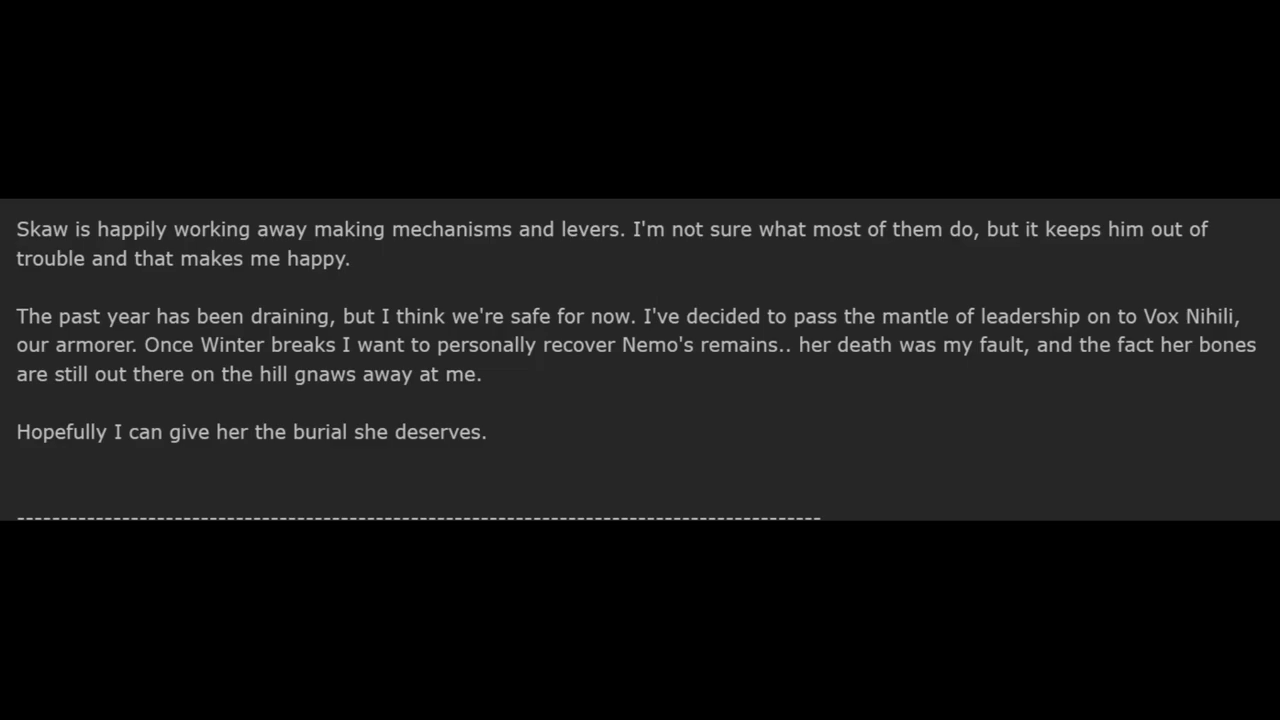 Skaw is happily working away making mechanisms and levers. I'm not sure what most of them do, but it keeps him out of
trouble and that makes me happy.
The past year has been draining, but I think we're safe for now. I've decided to pass the mantle of leadership on to Vox Nihili,
our armorer. Once Winter breaks I want to personally recover Nemo's remains.. her death was my fault, and the fact her bones
are still out there on the hill gnaws away at me.
Hopefully I can give her the burial she deserves.
--------------------------------------------------------------------------------------------